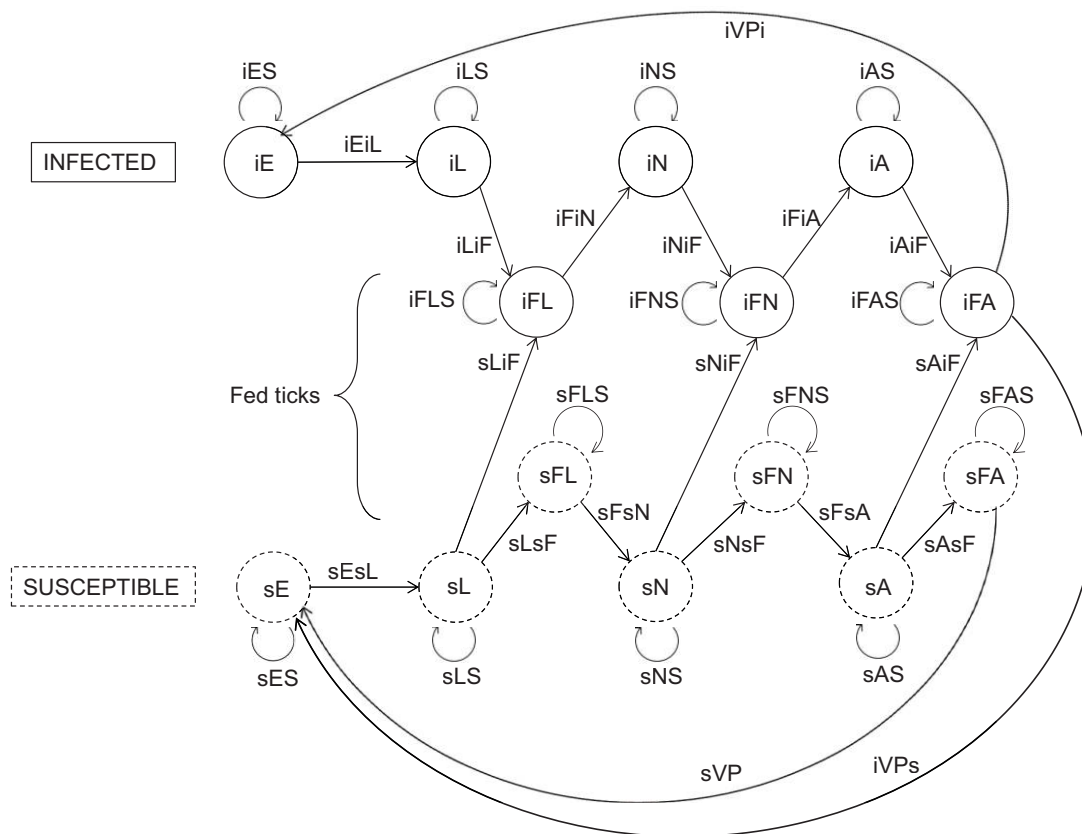 iVPi
iES iLS iNS iAS
INFECTED iE iEiL iL iN iA
iLiF iFiN iNiF iFiA iAiF
iFLS iFL iFNS iFN iFAS iFA
sLiF sNiF sAiF
Fed ticks
sFLS sFNS sFAS
sFL sFN sFA
sFsN sFsA
sLsF sNsF sAsF
SUSCEPTIBLE sE sEsL sL sN sA
sES sLS sNS sAS
sVP iVPs